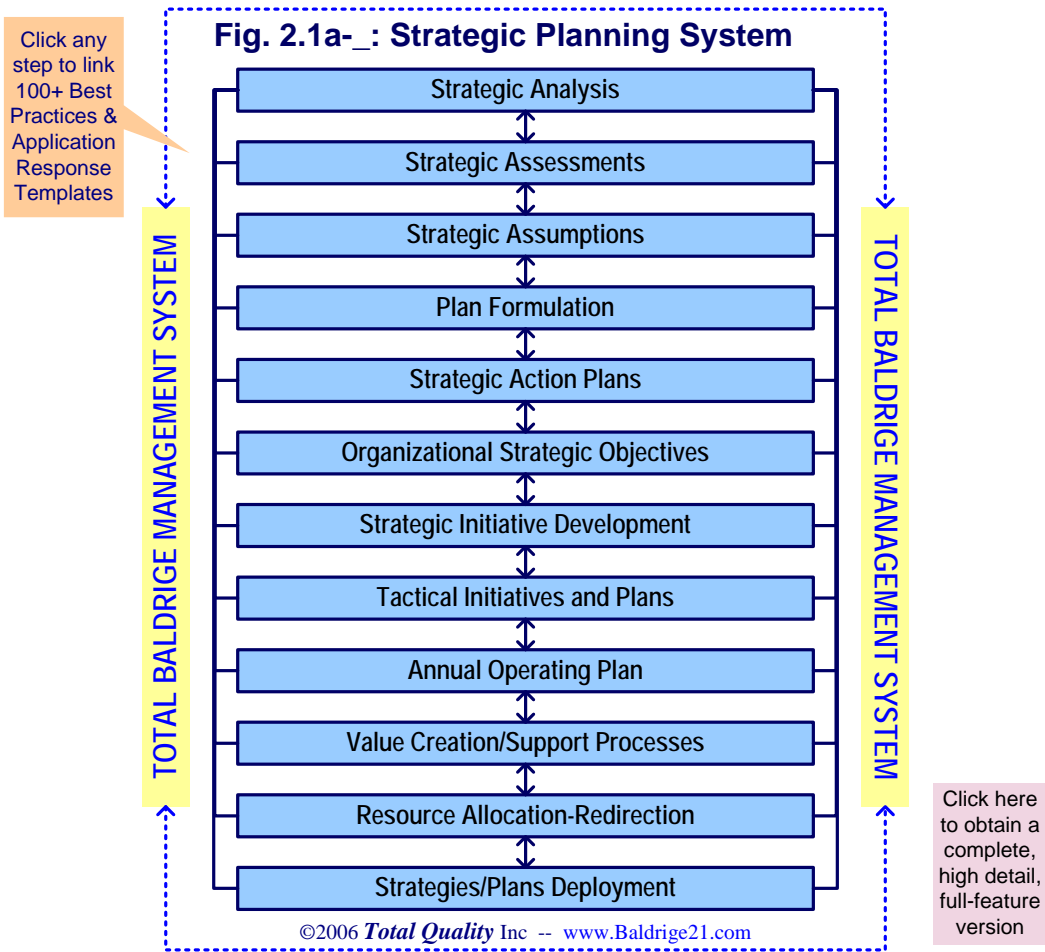 Click any
step to link
100+ Best
Practices &
Application
Response
Templates
Fig. 2.1a-_: Strategic Planning System
TOTAL BALDRIGE MANAGEMENT SYSTEM
Strategic Analysis
Strategic Assessments
Strategic Assumptions
Plan Formulation
Strategic Action Plans
Organizational Strategic Objectives
Strategic Initiative Development
Tactical Initiatives and Plans
Annual Operating Plan
Value Creation/Support Processes
Resource Allocation-Redirection
Strategies/Plans Deployment
TOTAL BALDRIGE MANAGEMENT SYSTEM
Click here
to obtain a
complete,
high detail,
full-feature
version
©2006 Total Quality Inc -- www.Baldrige21.com